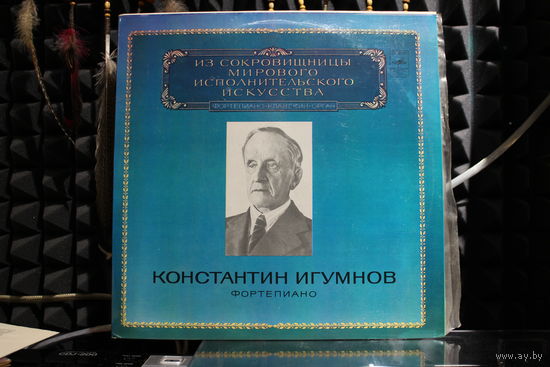 ИЗ СОКРОВИЩНИЦЫ
МИРОВОГО
ИСПОЛНИТЕЛЬСКОГО
ИСКУССТВА
ФОРТЕПИАНО·КЛАВЕСИН·ОРГАН
КОНСТАНТИН ИГУМНОВ
ФОРТЕПИАНО
www.ay.by